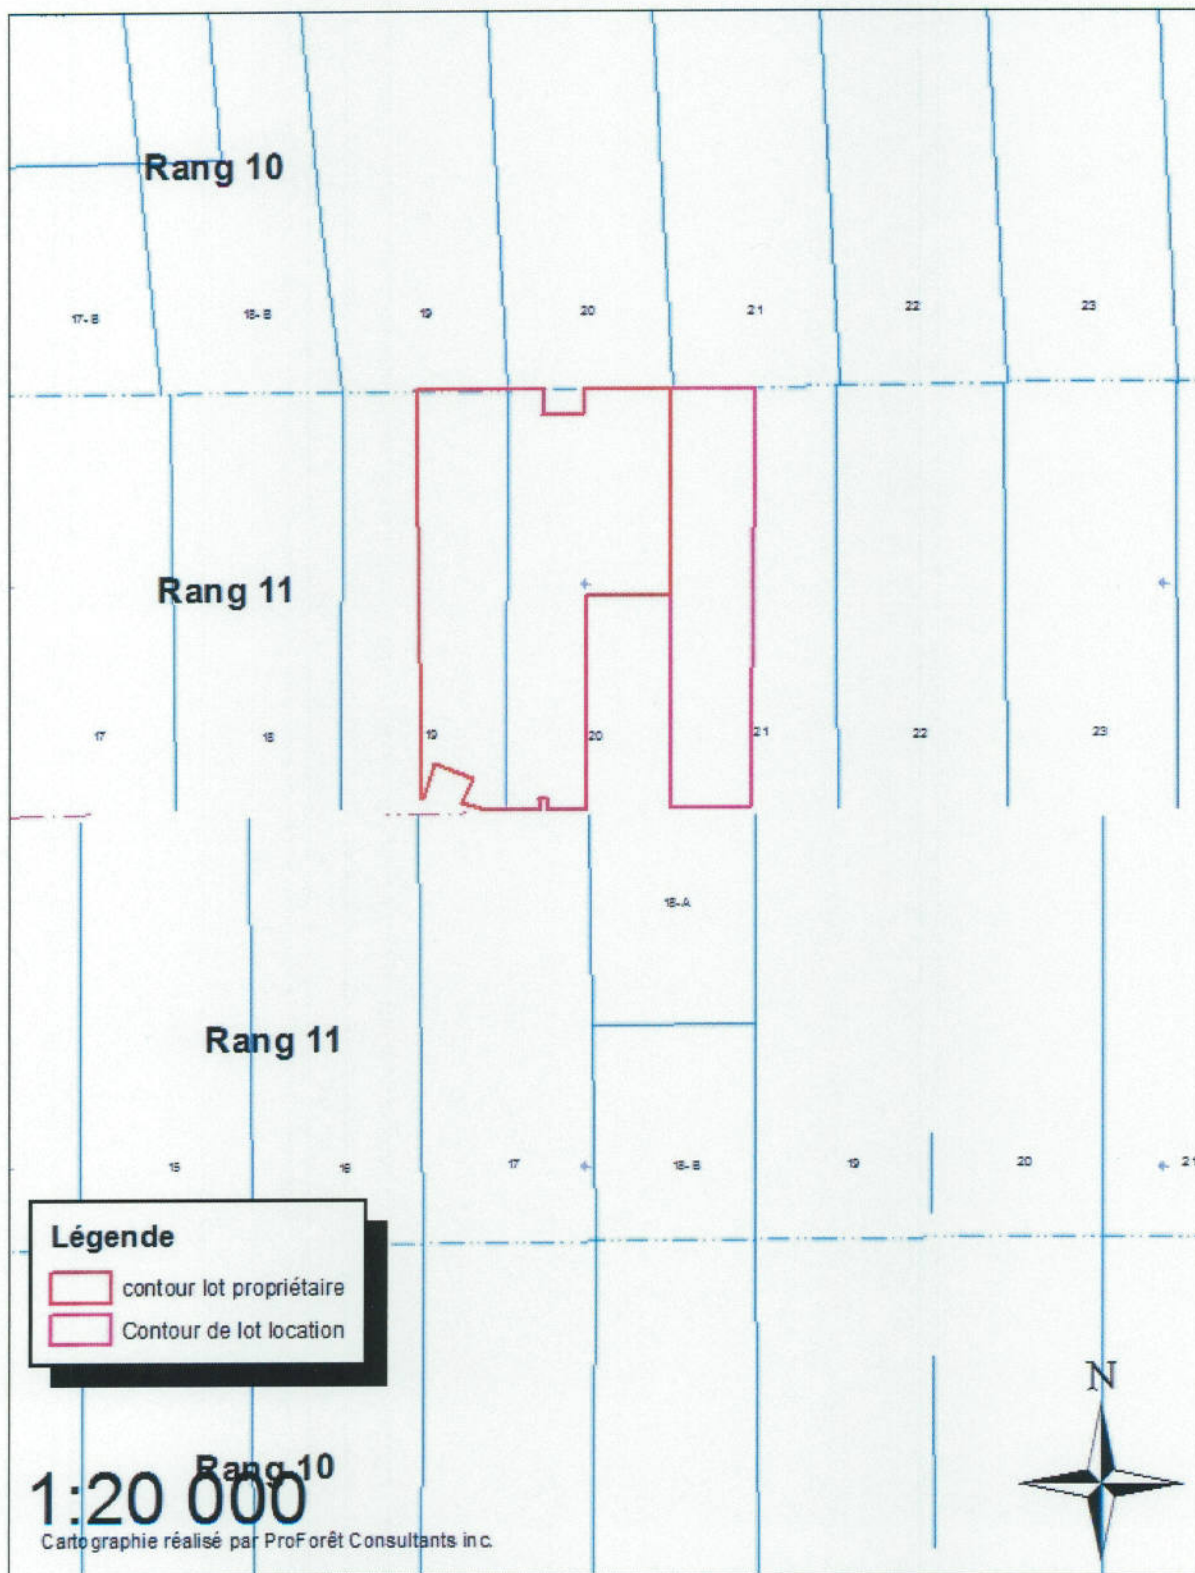 Rang 10
17-B
18-B
19
20
21
22
23
Rang 11
17
18
19
20
21
22
23
18-A
Rang 11
15
16
17
18-B
19
20
21
Légende
contour lot propriétaire
Contour de lot location
N
Rang 10
1:20 000
Cartographie réalisé par ProForêt Consultants inc.